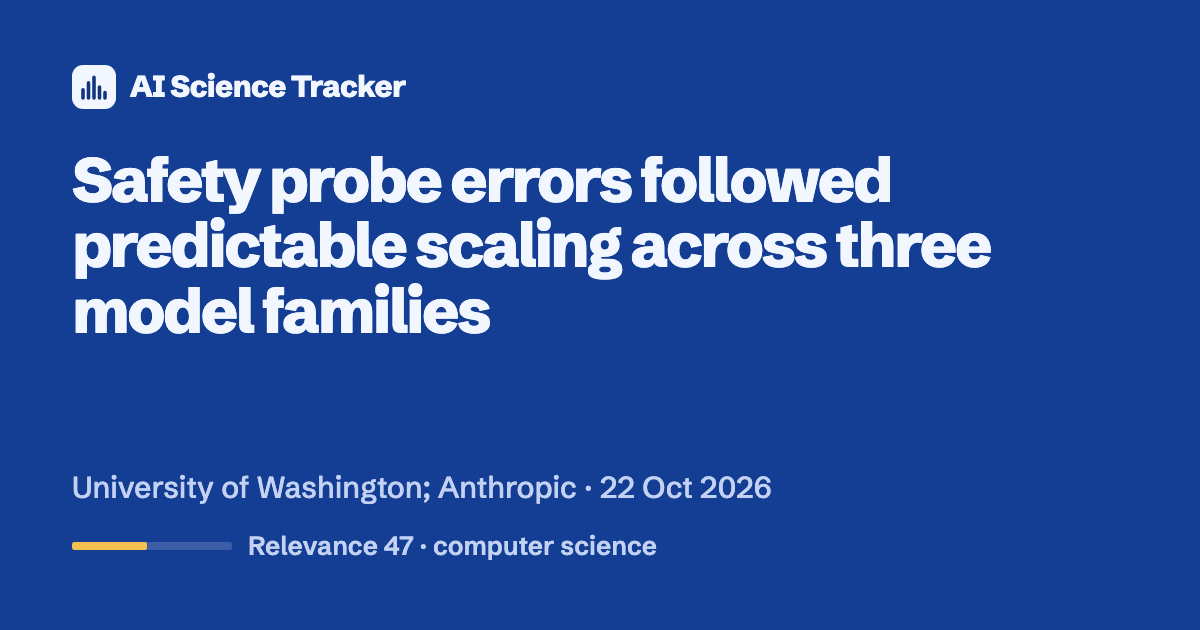 AI Science Tracker
Safety probe errors followed
predictable scaling across three
model families
University of Washington; Anthropic · 22 Oct 2026
Relevance 47 · computer science